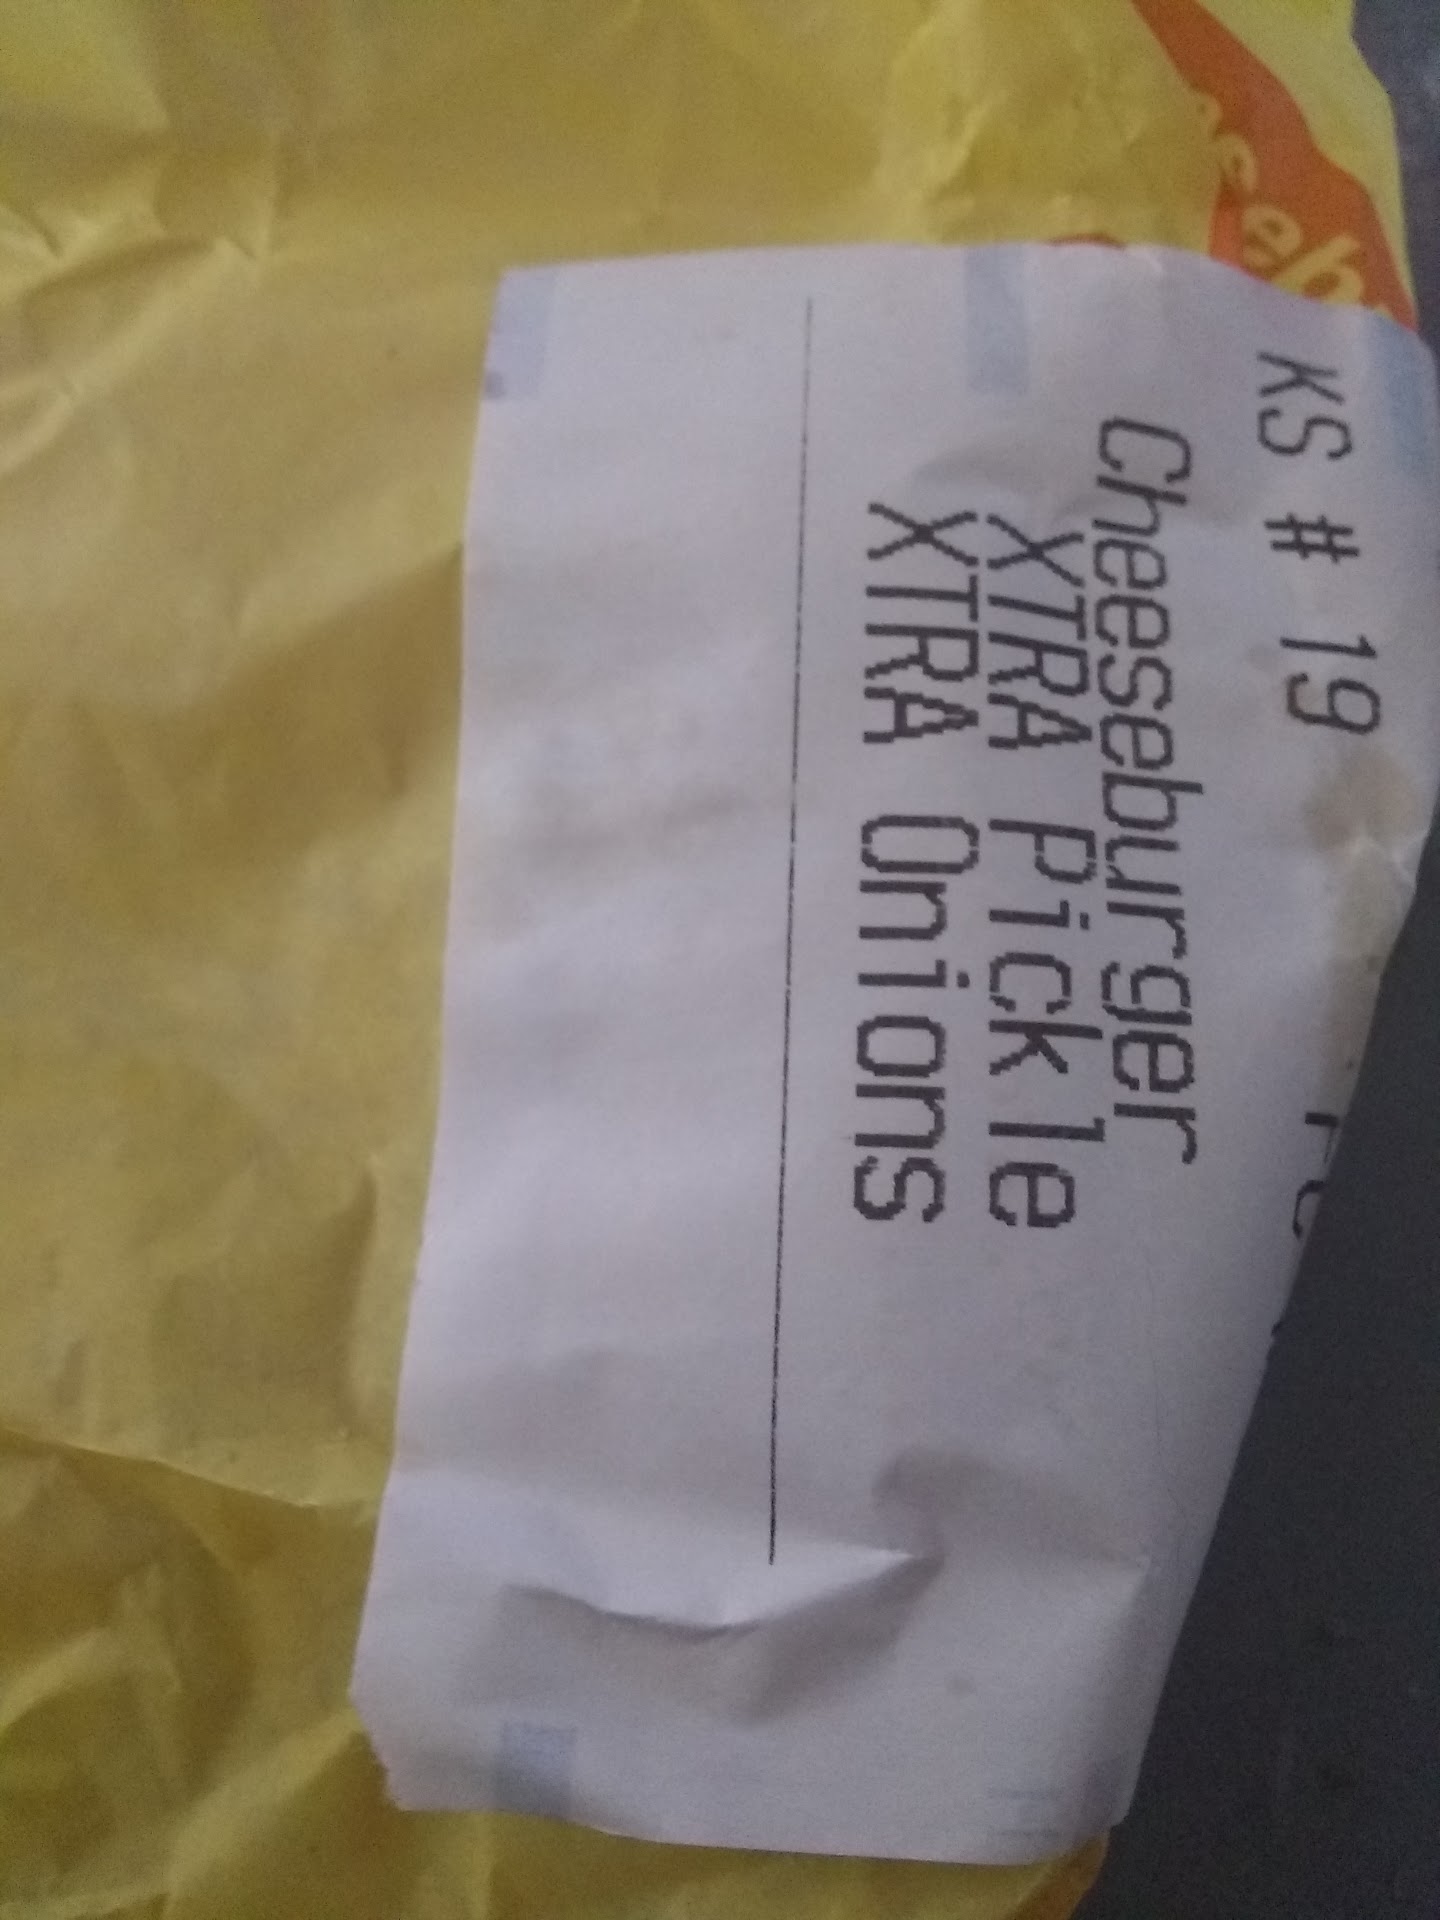 KS # 19
Cheeseburger
XTRA Pickle
XTRA Onions